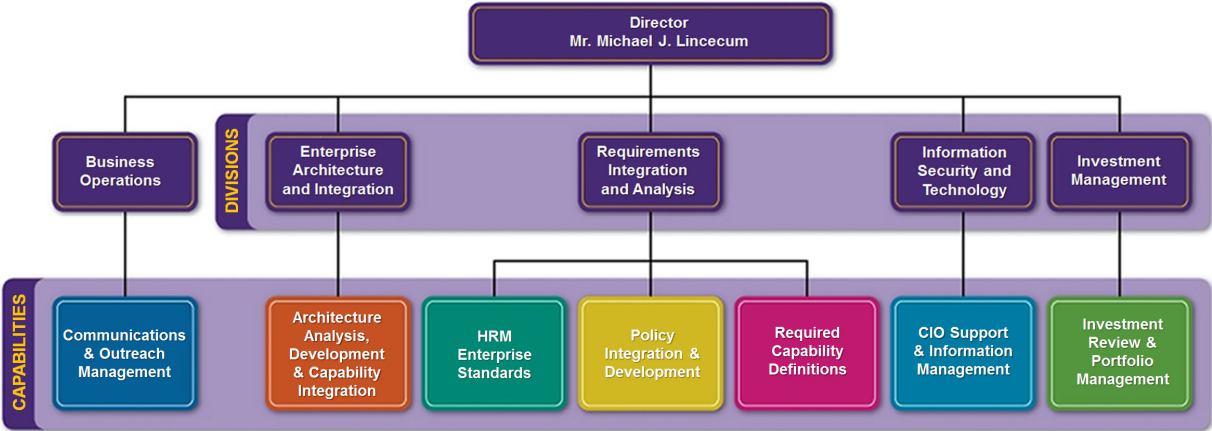 Director
Mr. Michael J. Lincecum
DIVISIONS
Business
Operations
Enterprise
Architecture
and Integration
Requirements
Integration
and Analysis
Information
Security and
Technology
Investment
Management
CAPABILITIES
Communications
& Outreach
Management
Architecture
Analysis,
Development
& Capability
Integration
HRM
Enterprise
Standards
Policy
Integration &
Development
Required
Capability
Definitions
CIO Support
& Information
Management
Investment
Review &
Portfolio
Management